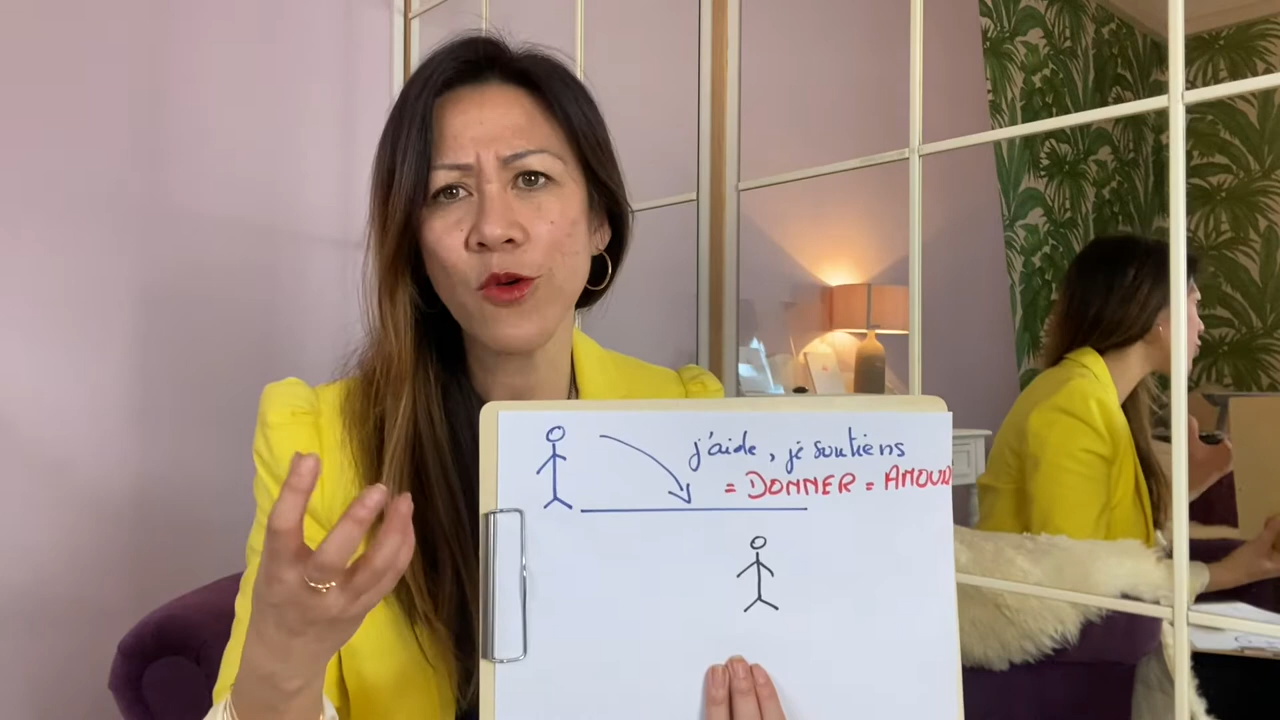 j'aide, je soutiens
= DONNER = AMOUR